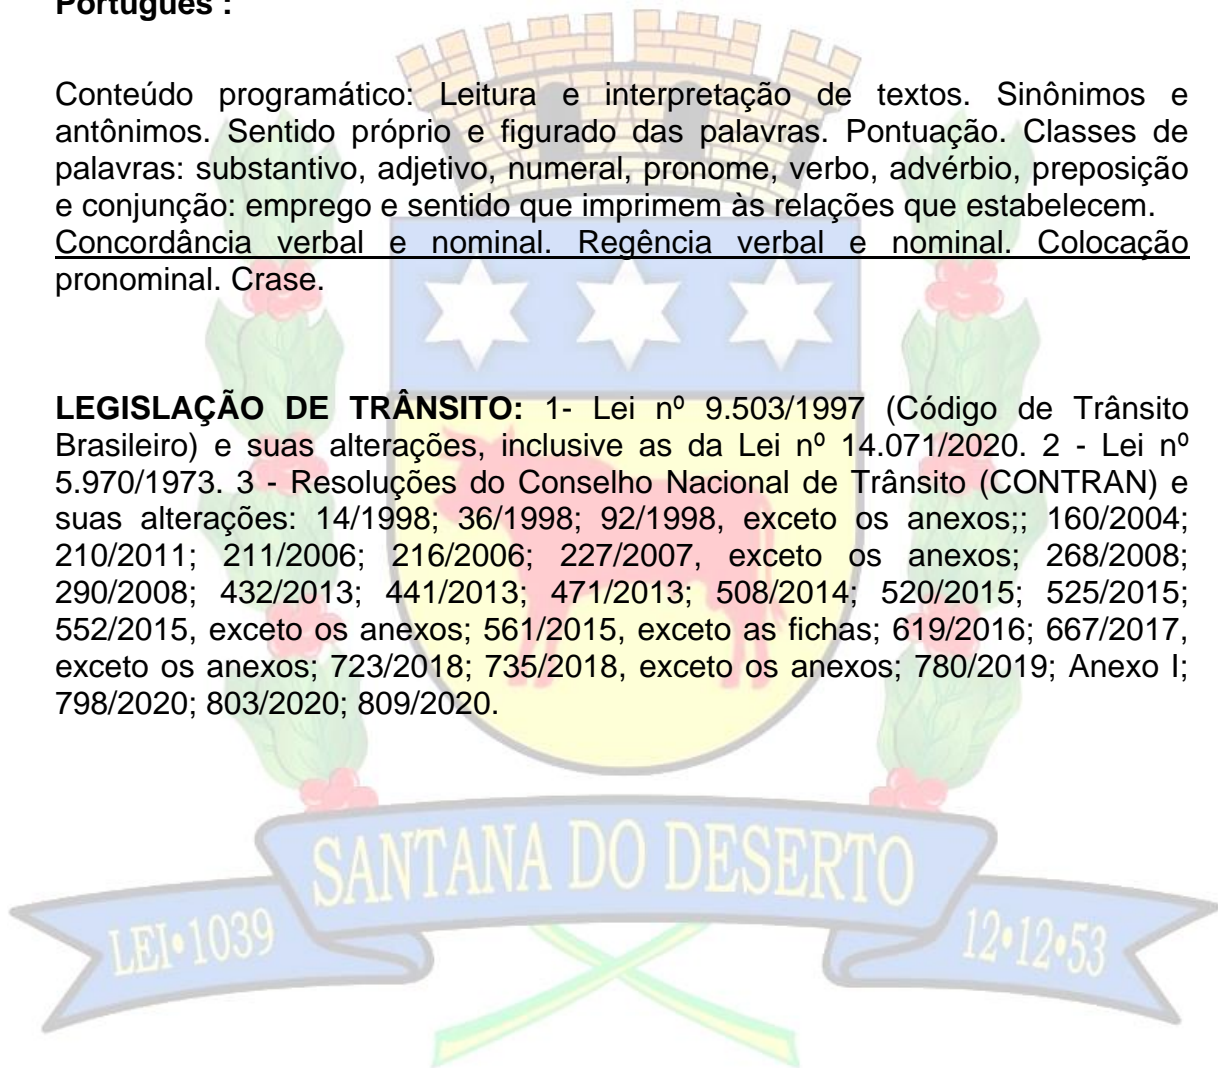 Português :
Conteúdo programático: Leitura e interpretação de textos. Sinônimos e
antônimos. Sentido próprio e figurado das palavras. Pontuação. Classes de
palavras: substantivo, adjetivo, numeral, pronome, verbo, advérbio, preposição
e conjunção: emprego e sentido que imprimem às relações que estabelecem.
Concordância verbal e nominal. Regência verbal e nominal. Colocação
pronominal. Crase.
LEGISLAÇÃO DE TRÂNSITO: 1- Lei nº 9.503/1997 (Código de Trânsito
Brasileiro) e suas alterações, inclusive as da Lei nº 14.071/2020. 2 - Lei nº
5.970/1973. 3 - Resoluções do Conselho Nacional de Trânsito (CONTRAN) e
suas alterações: 14/1998; 36/1998; 92/1998, exceto os anexos;; 160/2004;
210/2011; 211/2006; 216/2006; 227/2007, exceto os anexos; 268/2008;
290/2008; 432/2013; 441/2013; 471/2013; 508/2014; 520/2015; 525/2015;
552/2015, exceto os anexos; 561/2015, exceto as fichas; 619/2016; 667/2017,
exceto os anexos; 723/2018; 735/2018, exceto os anexos; 780/2019; Anexo I;
798/2020; 803/2020; 809/2020.
SANTANA DO DESERTO
LEI•1039
12•12•53